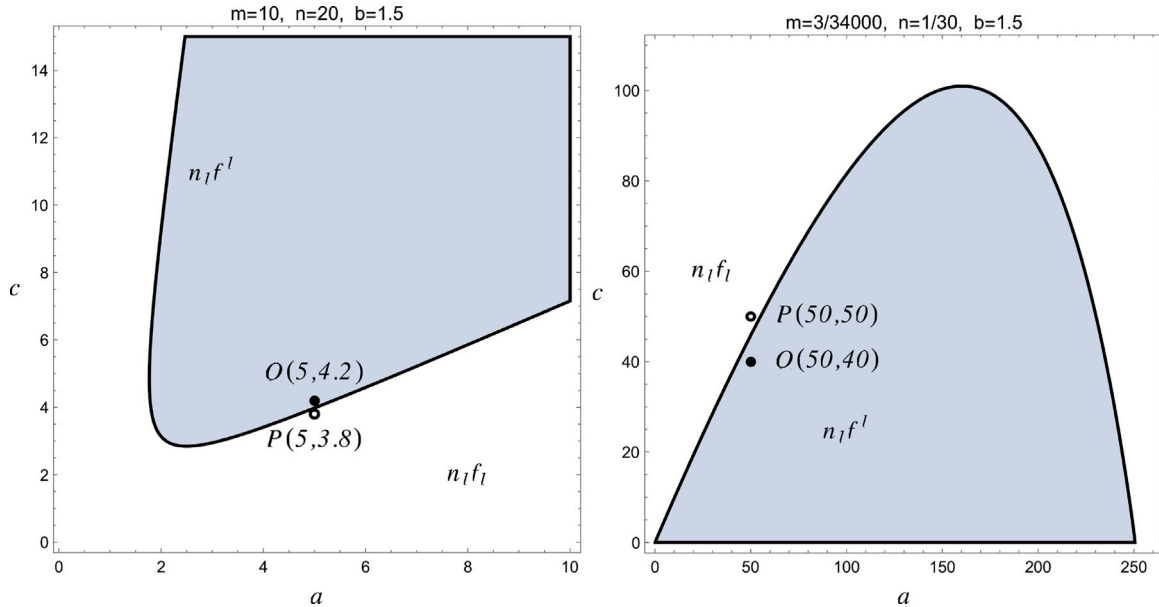 m=10, n=20, b=1.5
14
12
10
8
6
4
2
0
0 2 4 6 8 10
c
a
n_l f^l
O(5,4.2)
P(5,3.8)
n_l f_l
m=3/34000, n=1/30, b=1.5
100
80
60
40
20
0
0 50 100 150 200 250
c
a
n_l f_l
P(50,50)
O(50,40)
n_l f^l